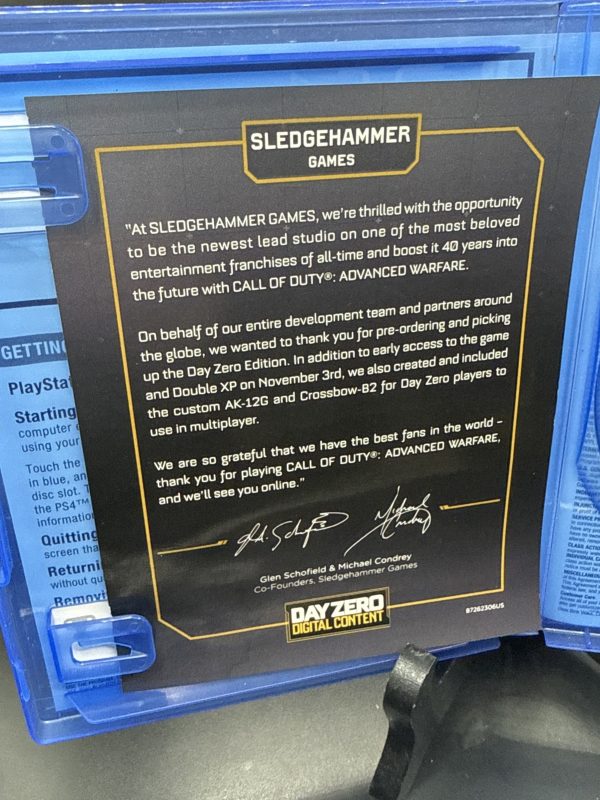 SLEDGEHAMMER
GAMES
"At SLEDGEHAMMER GAMES, we're thrilled with the opportunity
to be the newest lead studio on one of the most beloved
entertainment franchises of all-time and boost it 40 years into
the future with CALL OF DUTY®: ADVANCED WARFARE.
On behalf of our entire development team and partners around
the globe, we wanted to thank you for pre-ordering and picking
up the Day Zero Edition. In addition to early access to the game
and Double XP on November 3rd, we also created and included
the custom AK-12G and Crossbow-B2 for Day Zero players to
use in multiplayer.
We are so grateful that we have the best fans in the world –
thank you for playing CALL OF DUTY®: ADVANCED WARFARE,
and we'll see you online."
Glen Schofield & Michael Condrey
Co-Founders, Sledgehammer Games
DAY ZERO
DIGITAL CONTENT
87262306US
GETTIN
PlaySta
Starting
computer
using your
Touch the
in blue, an
disc slot.
the PS4™
informatio
Quitting
screen tha
Returni
without qu
Removi